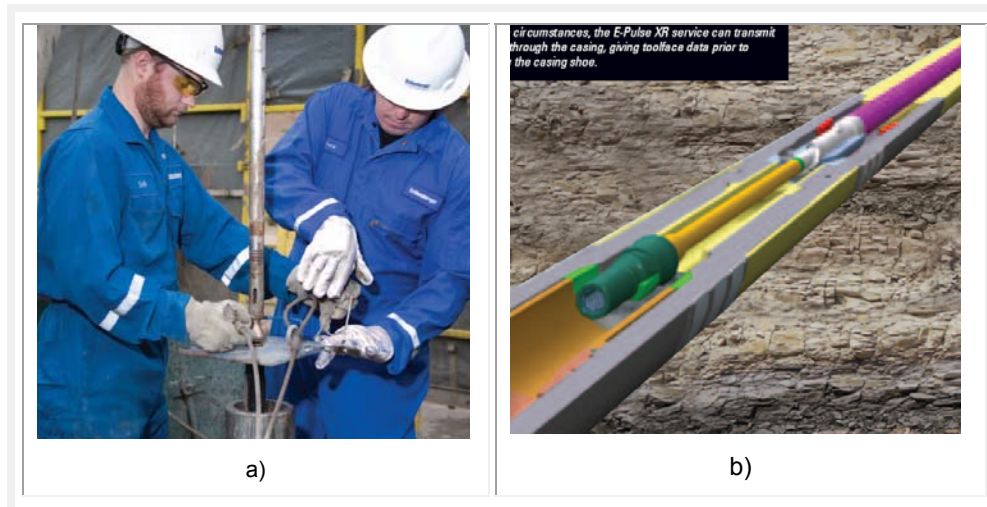 circumstances, the E-Pulse XR service can transmit
through the casing, giving toolface data prior to
the casing shoe.
a)
b)